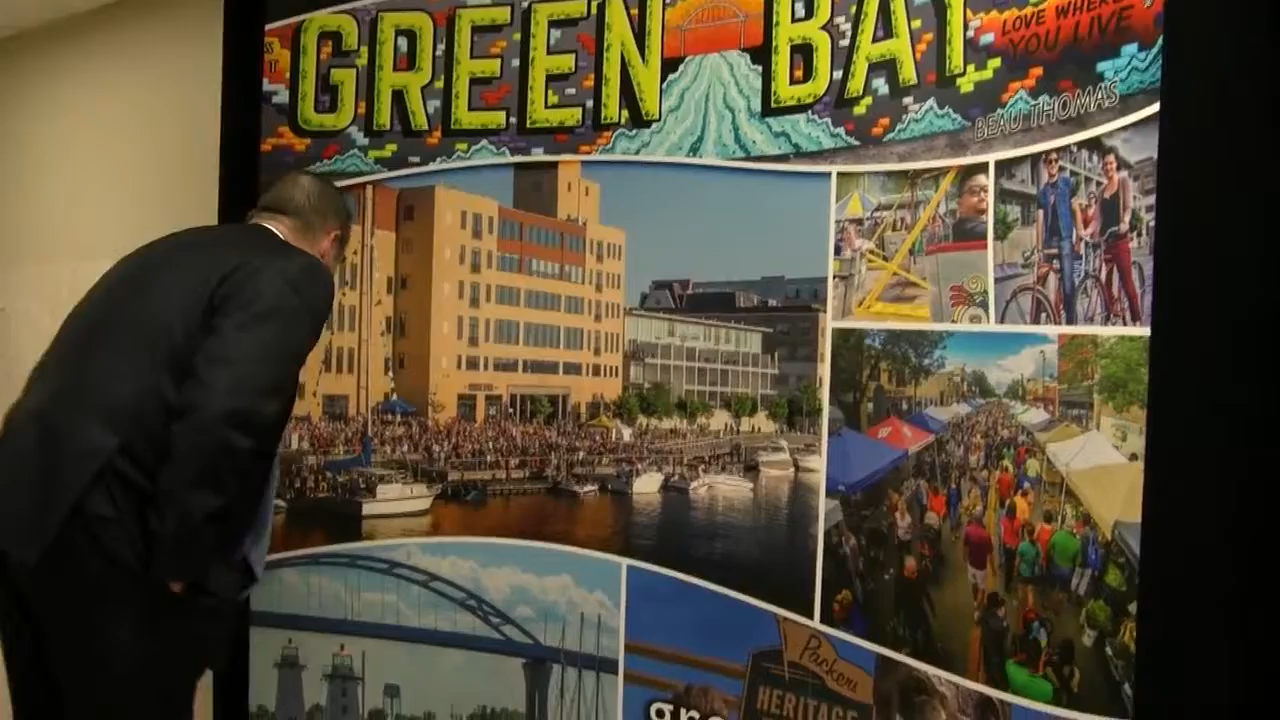 GREEN BAY
LOVE WHERE
YOU LIVE
BEAU THOMAS
Packers
HERITAGE